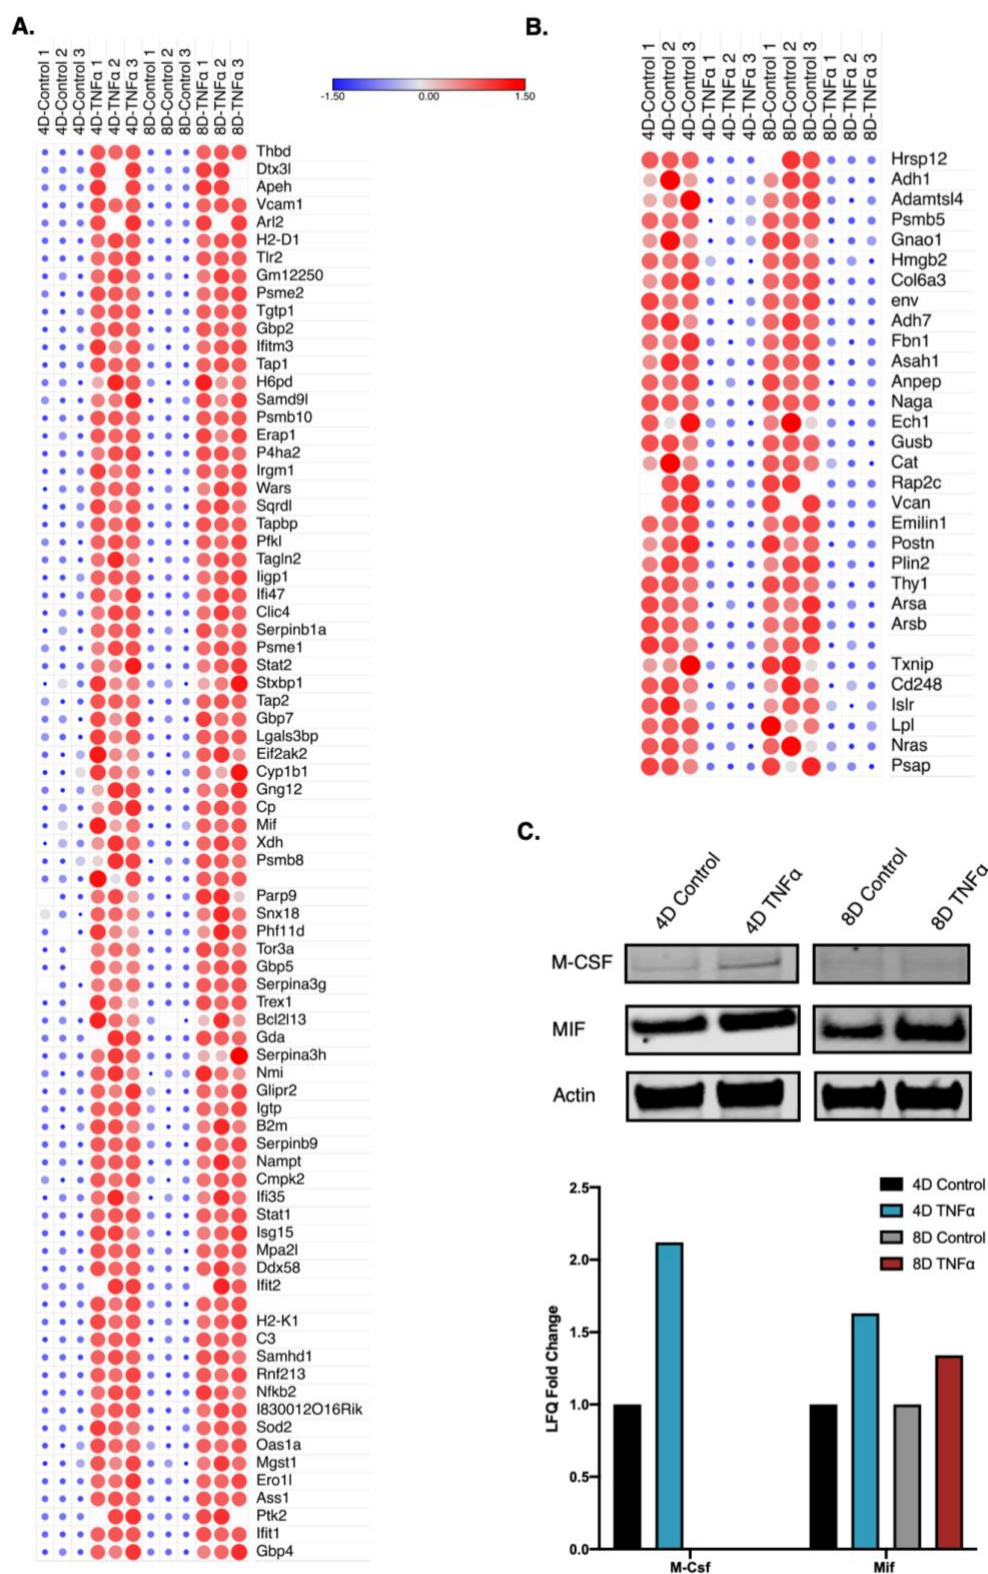 A.
4D-Control 1
4D-Control 2
4D-Control 3
4D-TNFα 1
4D-TNFα 2
4D-TNFα 3
8D-Control 1
8D-Control 2
8D-Control 3
8D-TNFα 1
8D-TNFα 2
8D-TNFα 3
-1.50 0.00 1.50
Thbd
Dtx3l
Apeh
Vcam1
Arl2
H2-D1
Tlr2
Gm12250
Psme2
Tgtp1
Gbp2
Ifitm3
Tap1
H6pd
Samd9l
Psmb10
Erap1
P4ha2
Irgm1
Wars
Sqrdl
Tapbp
Pfkl
Tagln2
Iigp1
Ifi47
Clic4
Serpinb1a
Psme1
Stat2
Stxbp1
Tap2
Gbp7
Lgals3bp
Eif2ak2
Cyp1b1
Gng12
Cp
Mif
Xdh
Psmb8
Parp9
Snx18
Phf11d
Tor3a
Gbp5
Serpina3g
Trex1
Bcl2l13
Gda
Serpina3h
Nmi
Glipr2
Igtp
B2m
Serpinb9
Nampt
Cmpk2
Ifi35
Stat1
Isg15
Mpa2l
Ddx58
Ifit2
H2-K1
C3
Samhd1
Rnf213
Nfkb2
I830012O16Rik
Sod2
Oas1a
Mgst1
Ero1l
Ass1
Ptk2
Ifit1
Gbp4
B.
4D-Control 1
4D-Control 2
4D-Control 3
4D-TNFα 1
4D-TNFα 2
4D-TNFα 3
8D-Control 1
8D-Control 2
8D-Control 3
8D-TNFα 1
8D-TNFα 2
8D-TNFα 3
Hrsp12
Adh1
Adamtsl4
Psmb5
Gnao1
Hmgb2
Col6a3
env
Adh7
Fbn1
Asah1
Anpep
Naga
Ech1
Gusb
Cat
Rap2c
Vcan
Emilin1
Postn
Plin2
Thy1
Arsa
Arsb
Txnip
Cd248
Islr
Lpl
Nras
Psap
C.
4D Control
4D TNFα
8D Control
8D TNFα
M-CSF
MIF
Actin
4D Control
4D TNFα
8D Control
8D TNFα
LFQ Fold Change
2.5
2.0
1.5
1.0
0.5
0.0
M-Csf Mif